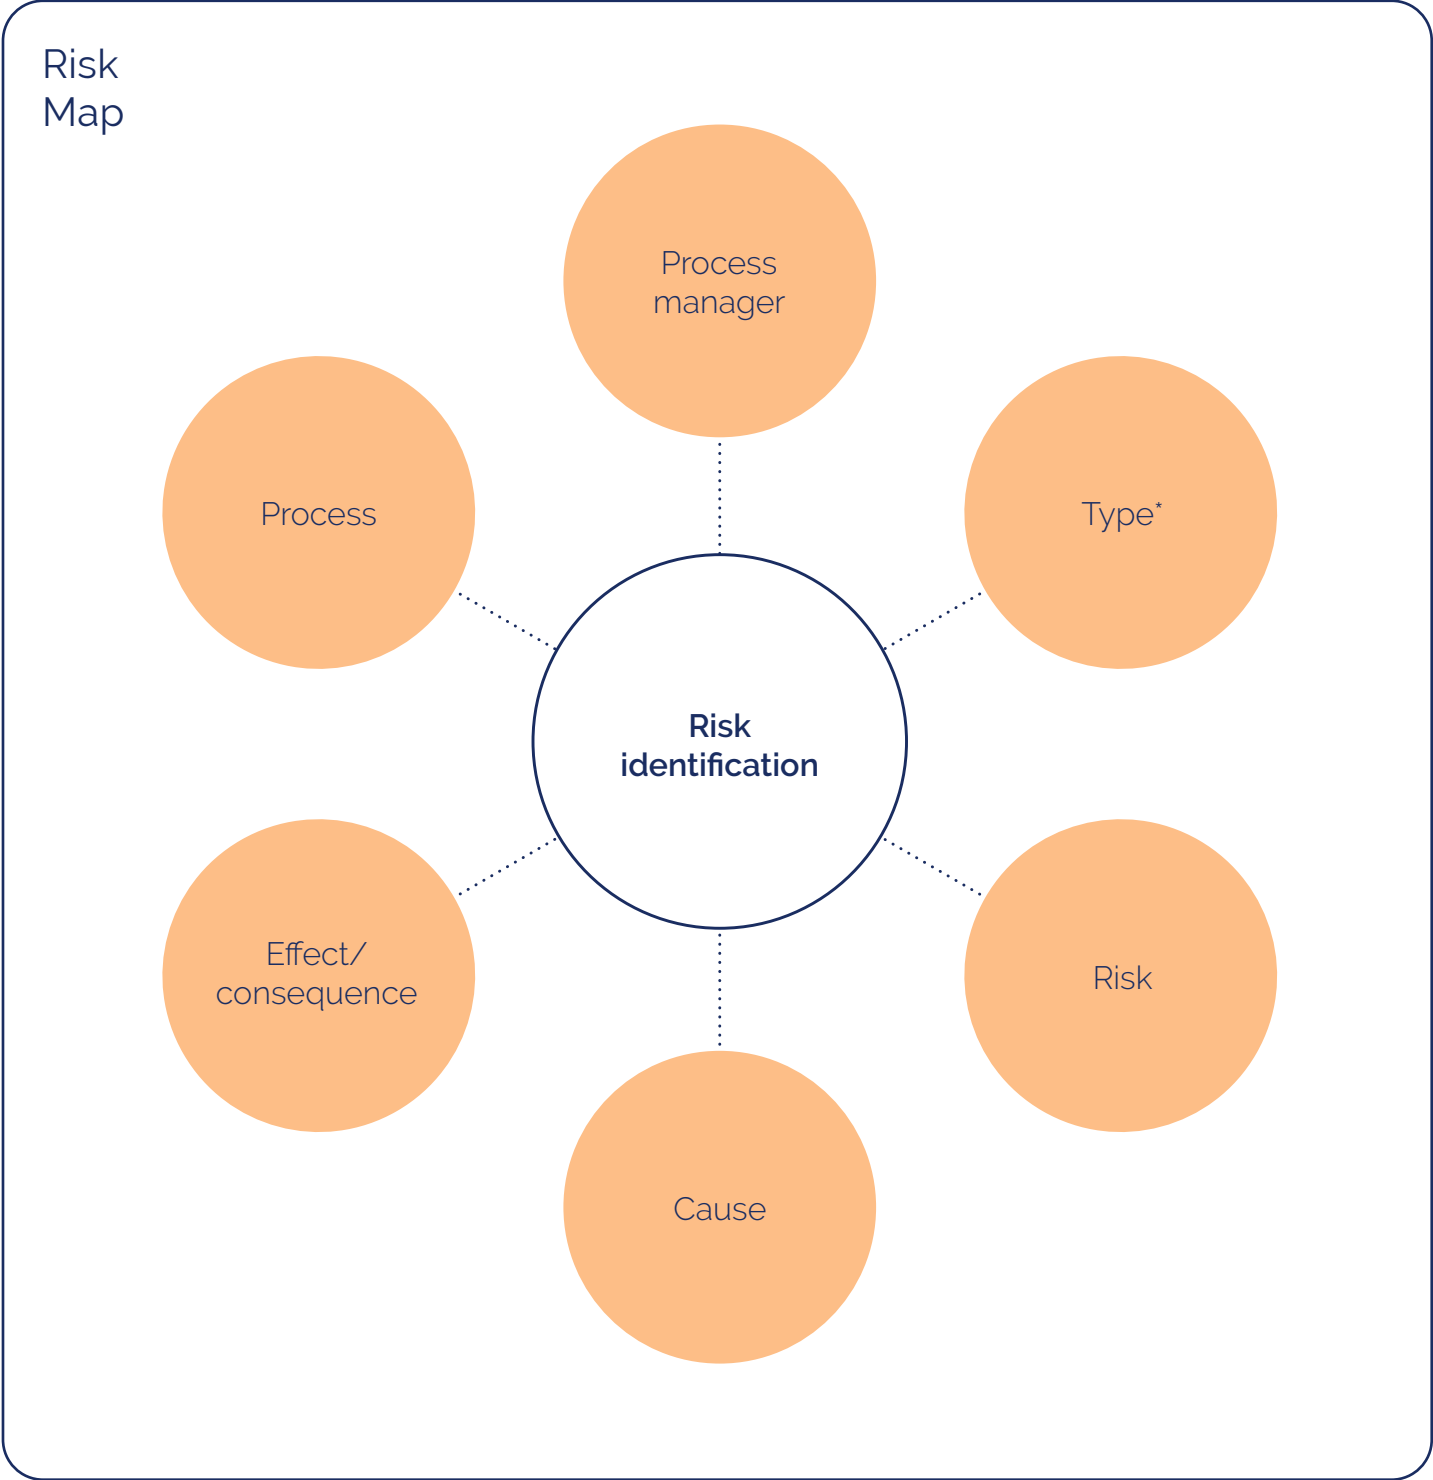 Risk
Map
Process
manager
Process
Type*
Risk
identification
Effect/
consequence
Risk
Cause